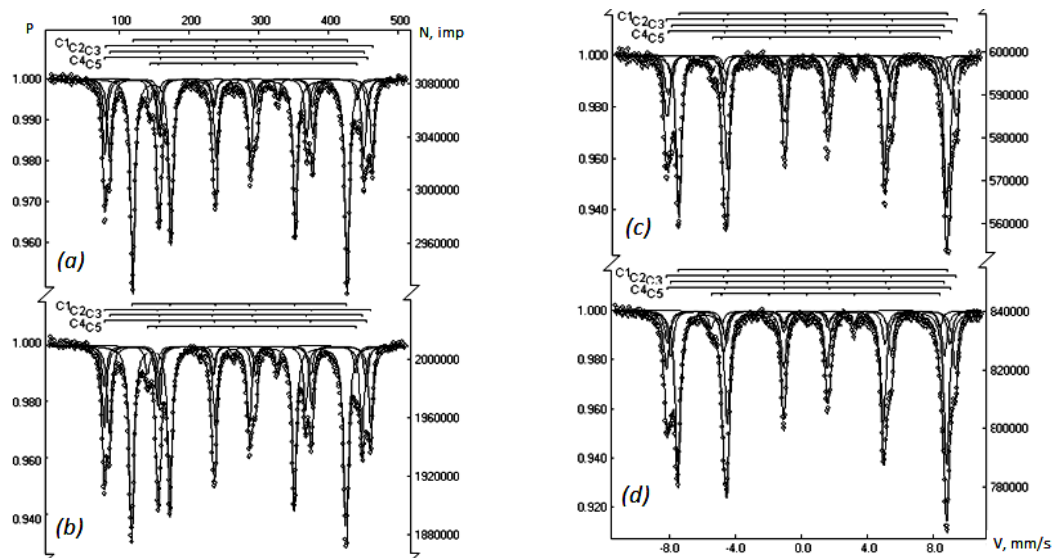 P 100 200 300 400 500 N, imp
C1C2C3
C4C5
1.000
0.990
0.980
0.970
0.960
3080000
3040000
3000000
2960000
(a)
C1C2C3
C4C5
1.000
0.980
0.960
0.940
2000000
1960000
1920000
1880000
(b)
C1C2C3
C4C5
1.000
0.980
0.960
0.940
600000
590000
580000
570000
560000
(c)
C1C2C3
C4C5
1.000
0.980
0.960
0.940
0.920
840000
820000
800000
780000
(d)
-8.0 -4.0 0.0 4.0 8.0 V, mm/s